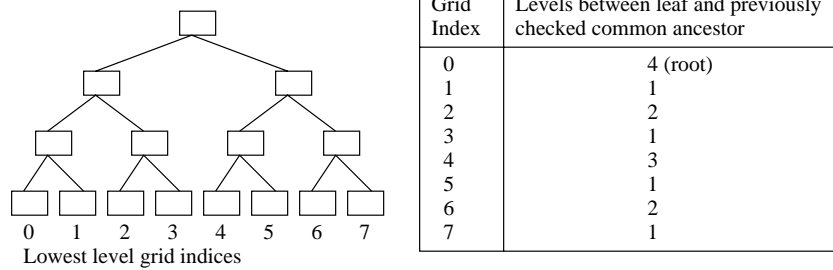 0 1 2 3 4 5 6 7
Lowest level grid indices
Grid Levels between leaf and previously
Index checked common ancestor
0 4 (root)
1 1
2 2
3 1
4 3
5 1
6 2
7 1